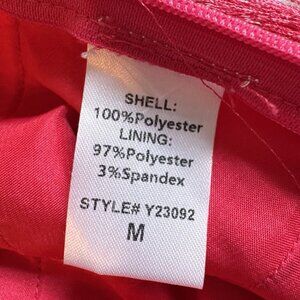 SHELL:
100%Polyester
LINING:
97%Polyester
3%Spandex
STYLE# Y23092
M